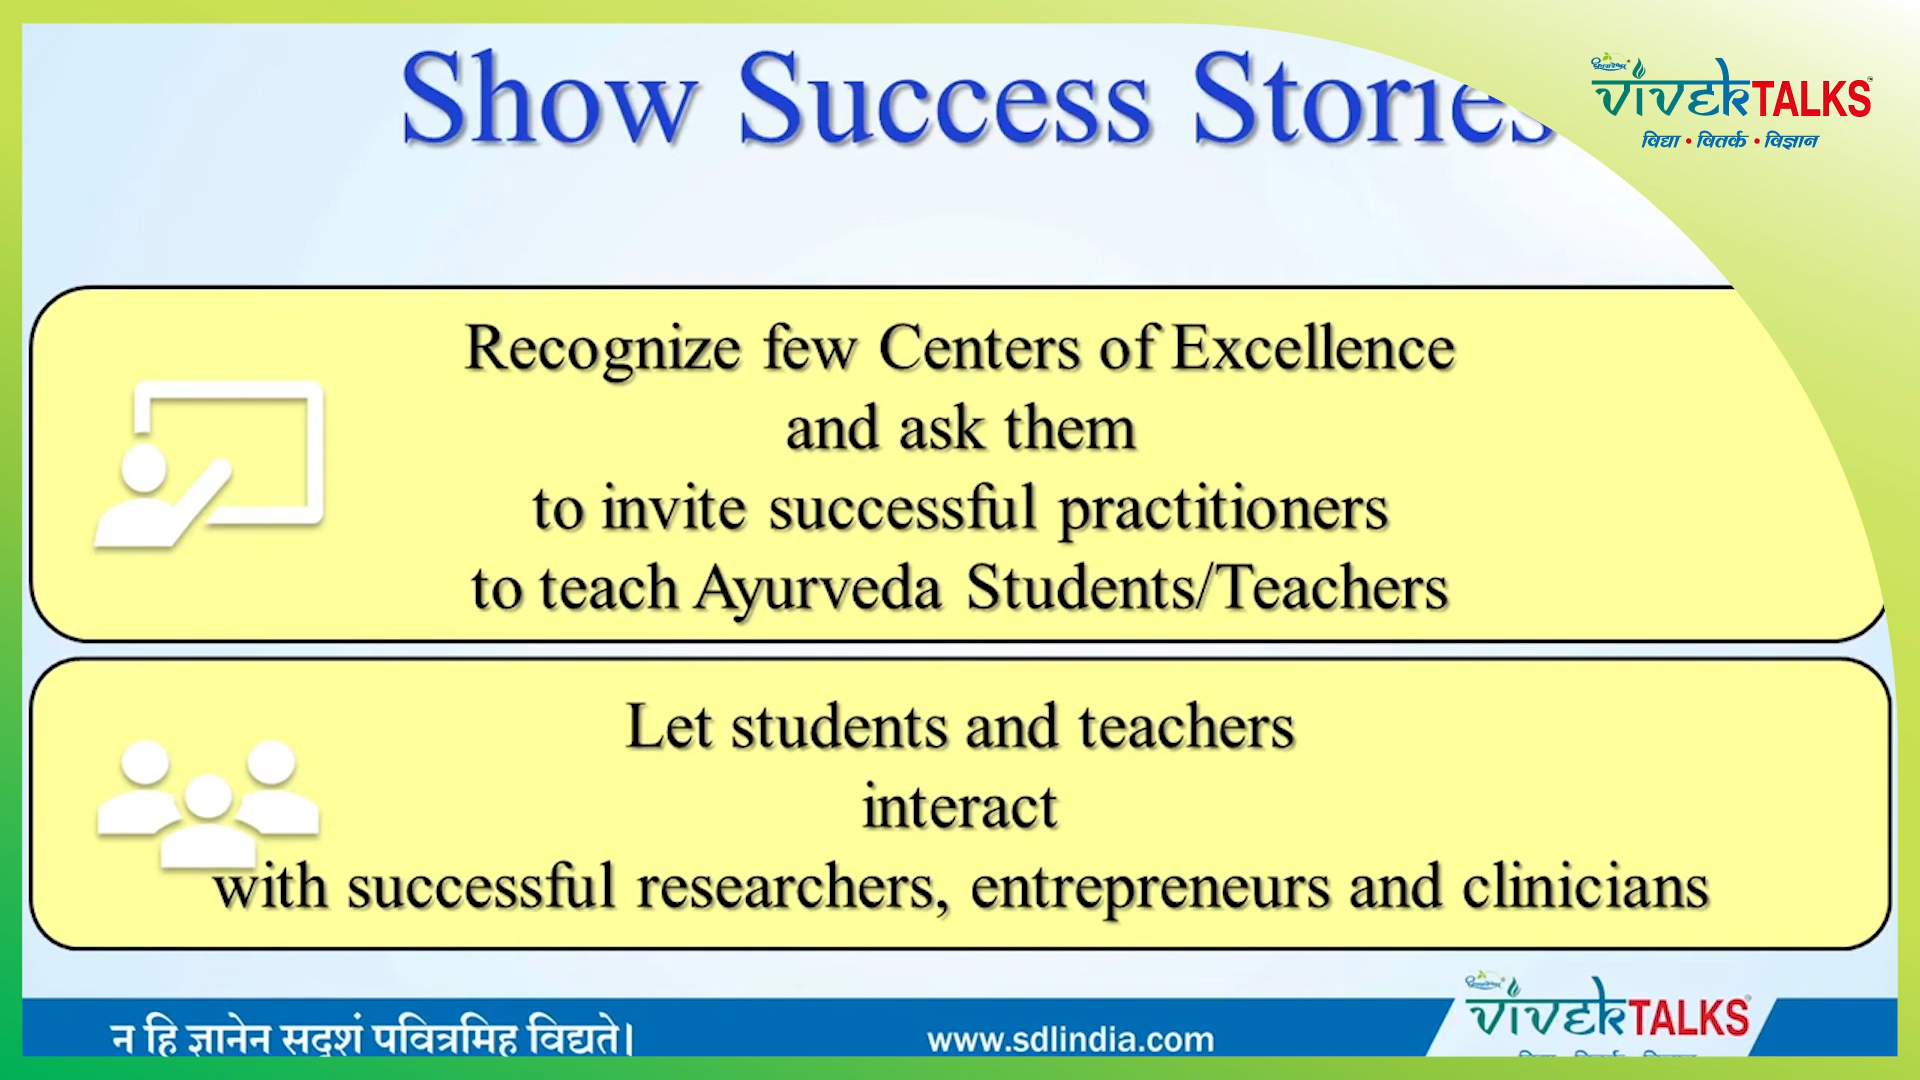 Show Success Stories
vivekTALKS
विद्या • वितर्क • विज्ञान
Recognize few Centers of Excellence
and ask them
to invite successful practitioners
to teach Ayurveda Students/Teachers
Let students and teachers
interact
with successful researchers, entrepreneurs and clinicians
न हि ज्ञानेन सदृशं पवित्रमिह विद्यते।
www.sdlindia.com
vivekTALKS